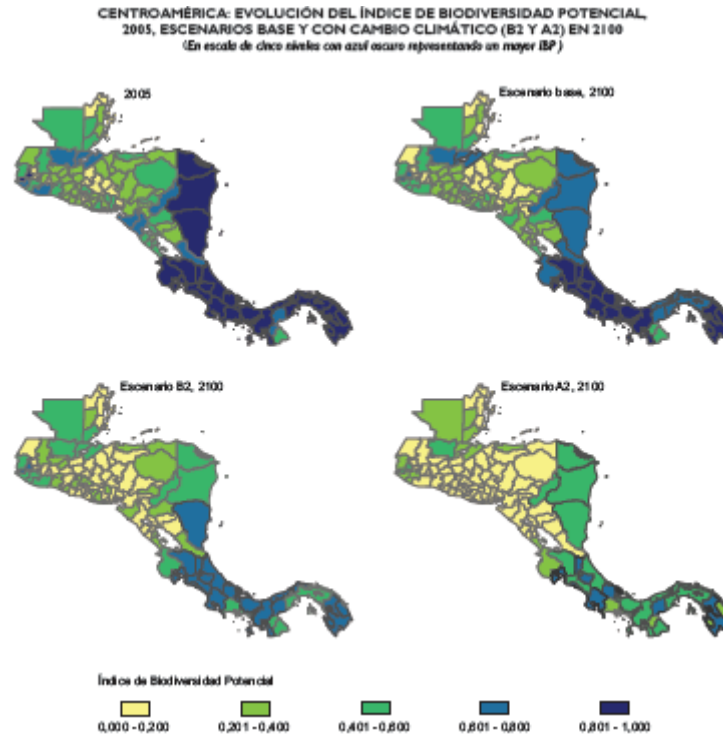 CENTROAMÉRICA: EVOLUCIÓN DEL ÍNDICE DE BIODIVERSIDAD POTENCIAL,
2005, ESCENARIOS BASE Y CON CAMBIO CLIMÁTICO (B2 Y A2) EN 2100
(En escala de cinco niveles con azul oscuro representando un mayor IBP)
2005
Escenario base, 2100
Escenario B2, 2100
Escenario A2, 2100
Índice de Biodiversidad Potencial
0,000 - 0,200
0,201 - 0,400
0,401 - 0,600
0,601 - 0,800
0,801 - 1,000